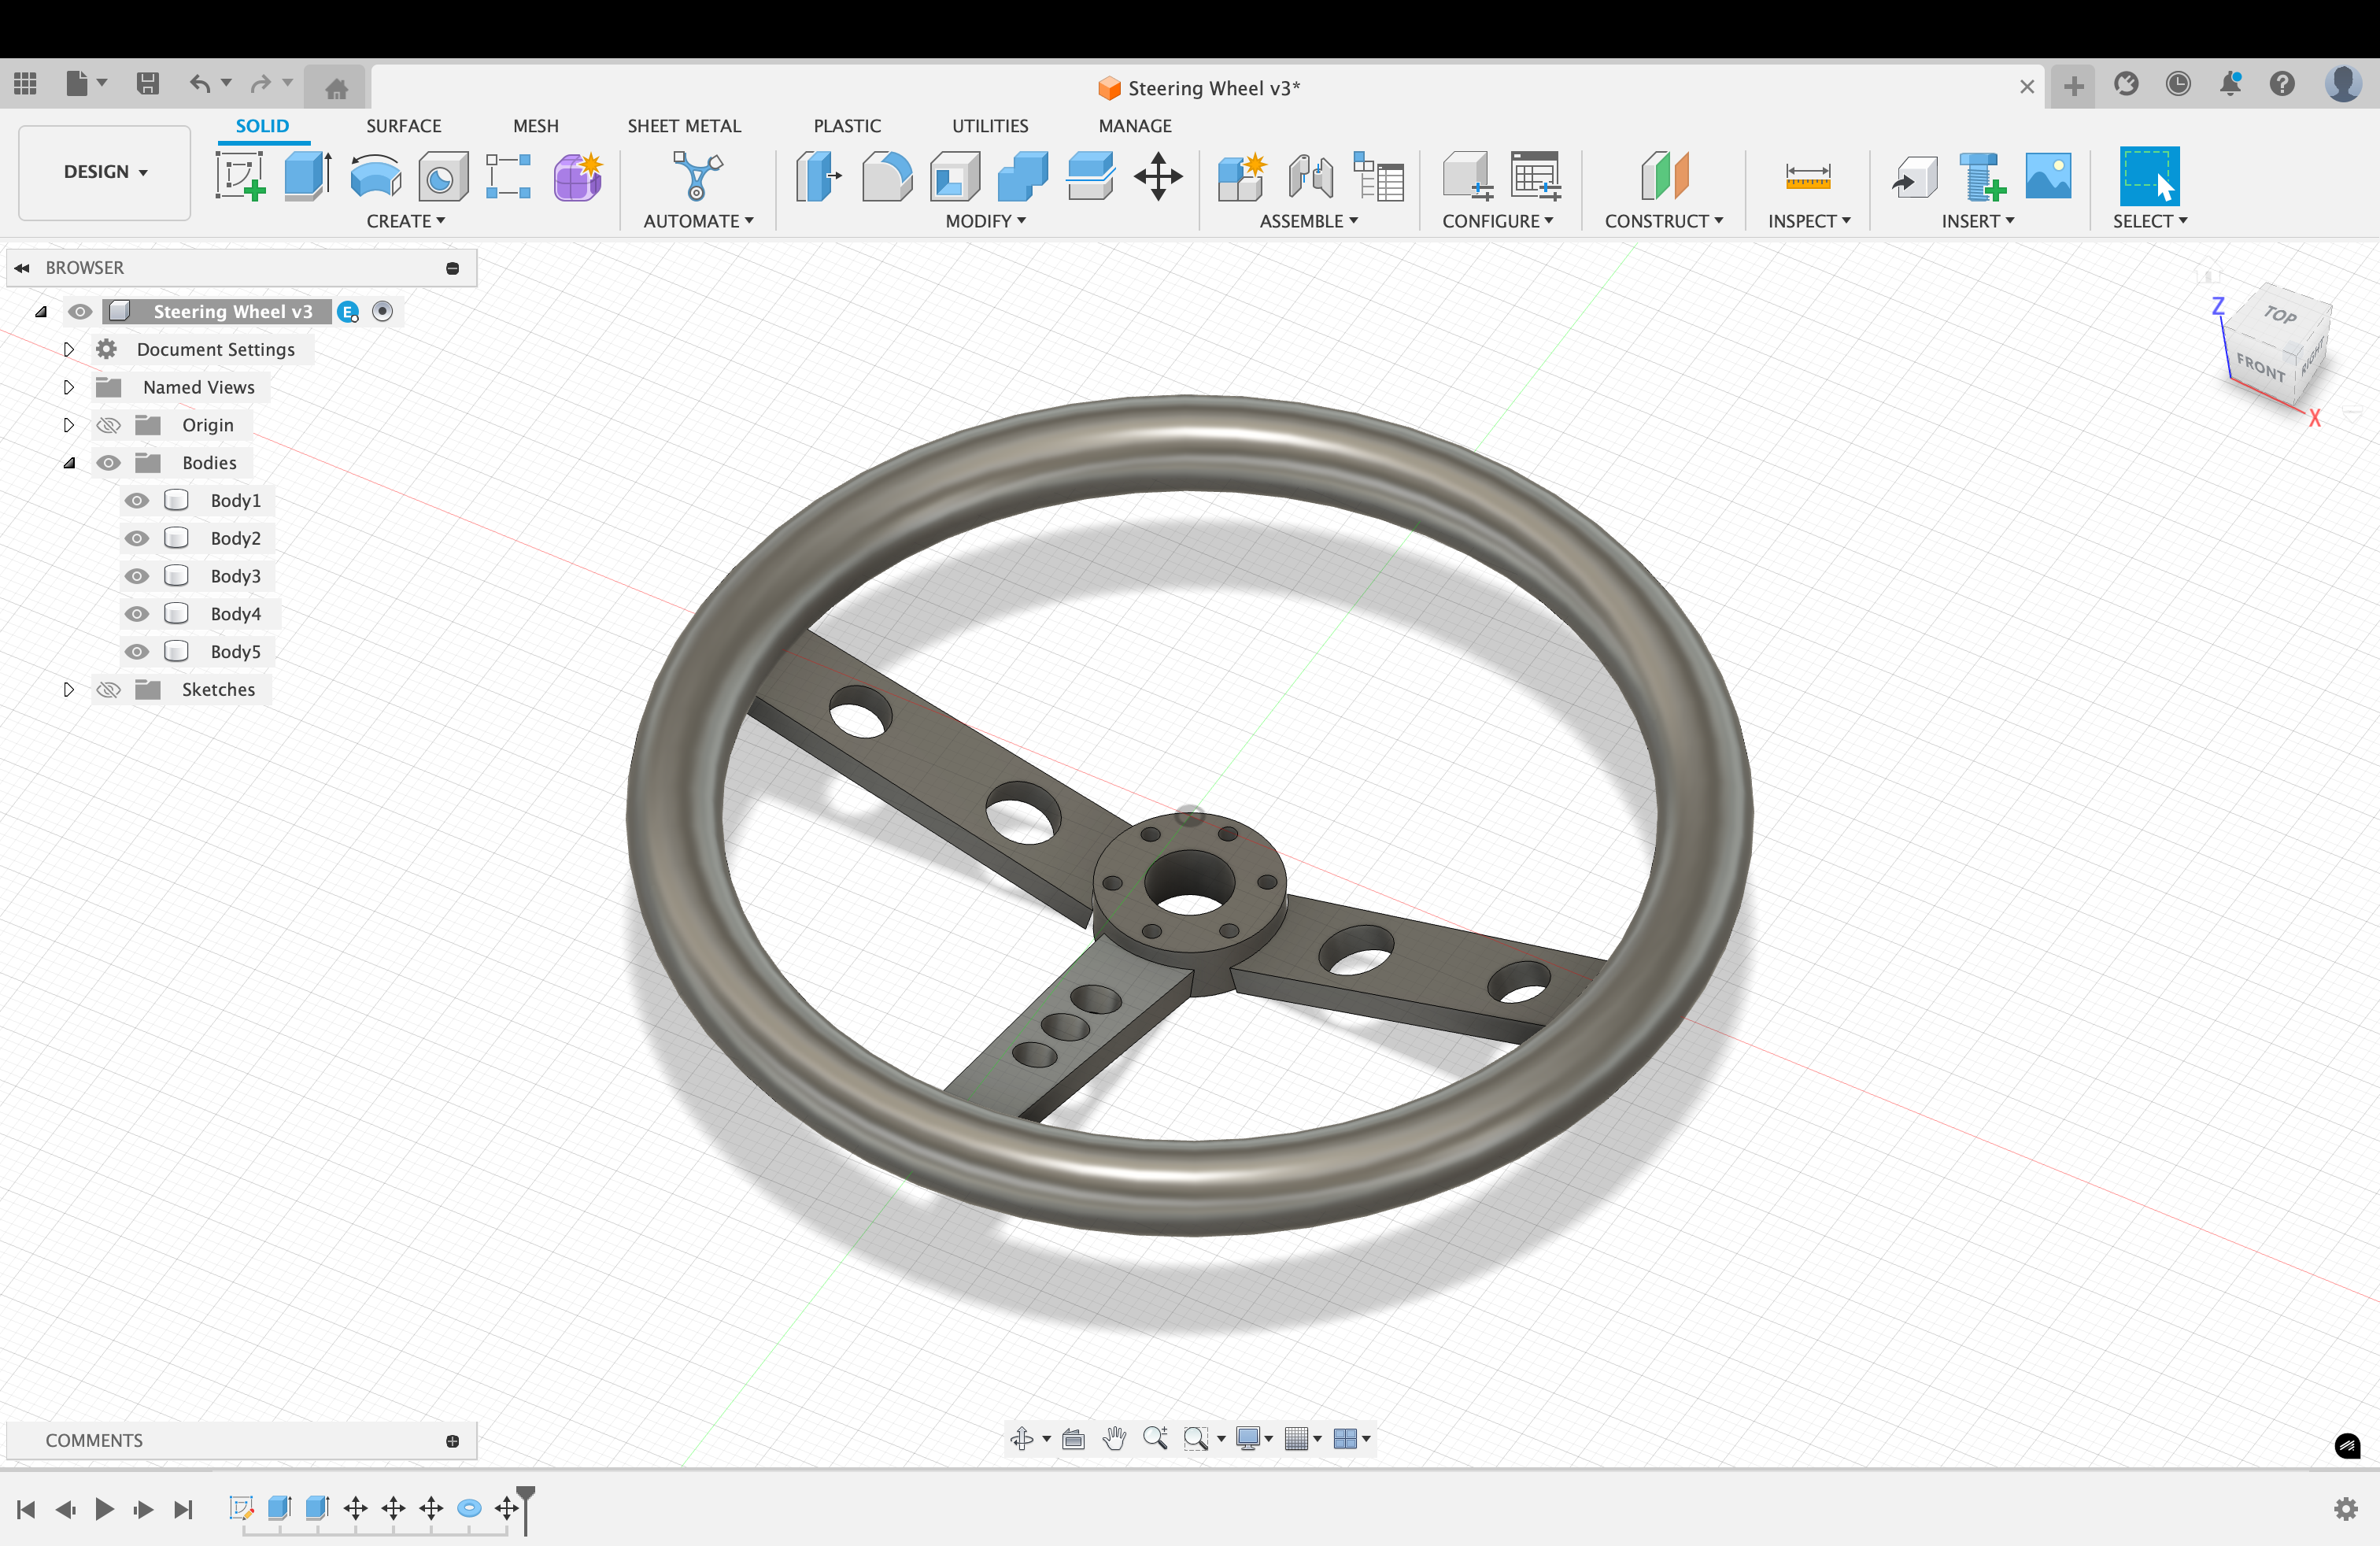 Steering Wheel v3*
SOLID SURFACE MESH SHEET METAL PLASTIC UTILITIES MANAGE
DESIGN
CREATE AUTOMATE MODIFY ASSEMBLE CONFIGURE CONSTRUCT INSPECT INSERT SELECT
BROWSER
Steering Wheel v3 E
Document Settings
Named Views
Origin
Bodies
Body1
Body2
Body3
Body4
Body5
Sketches
Z
TOP
FRONT RIGHT
X
COMMENTS